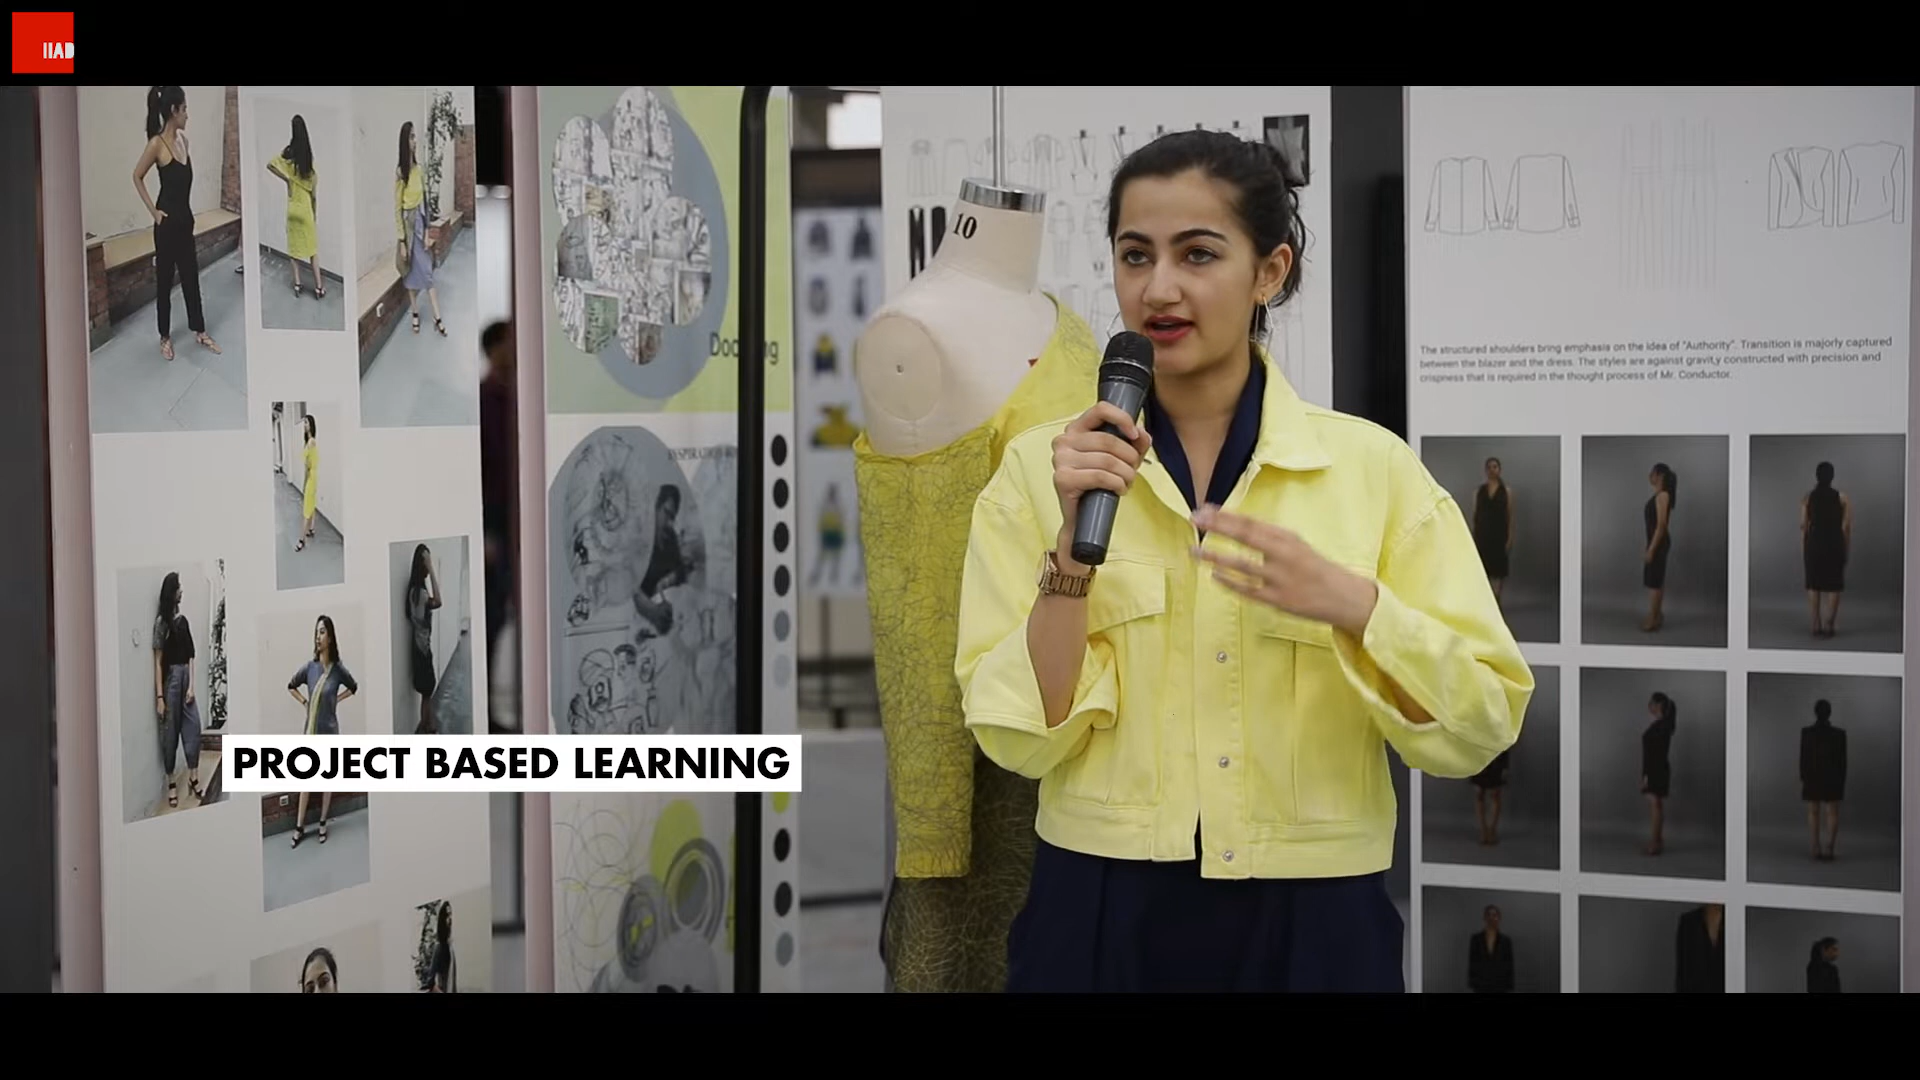 IIAD
10
The structured shoulders bring emphasis on the idea of "Authority". Transition is majorly captured
between the blazer and the dress. The styles are against gravity constructed with precision and
crispness that is required in the thought process of Mr. Conductor.
PROJECT BASED LEARNING